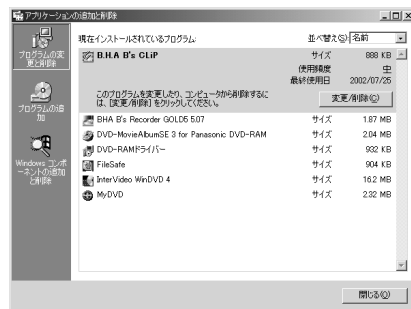 アプリケーションの追加と削除
プログラムの変更と削除
プログラムの追加
Windows コンポーネントの追加と削除
現在インストールされているプログラム:
並べ替え(S): 名前
B.H.A B's CLiP
サイズ 888 KB
使用頻度 中
最終使用日 2002/07/25
このプログラムを変更したり、コンピュータから削除するに
は、[変更/削除] をクリックしてください。
変更/削除(C)
BHA B's Recorder GOLD5 5.07 サイズ 1.87 MB
DVD-MovieAlbumSE 3 for Panasonic DVD-RAM サイズ 2.04 MB
DVD-RAMドライバー サイズ 932 KB
FileSafe サイズ 904 KB
InterVideo WinDVD 4 サイズ 16.2 MB
MyDVD サイズ 2.32 MB
閉じる(O)